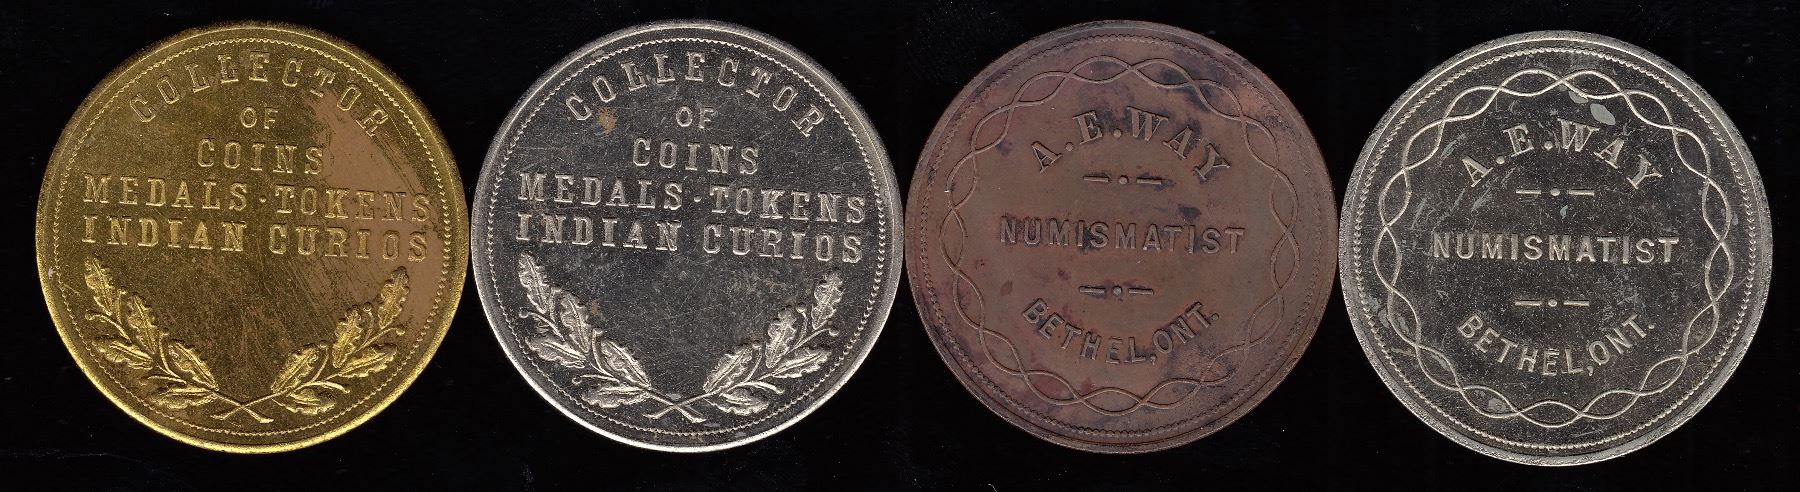 COLLECTOR
OF
COINS
MEDALS · TOKENS
INDIAN CURIOS
COLLECTOR
OF
COINS
MEDALS · TOKENS
INDIAN CURIOS
A.E.WAY
NUMISMATIST
BETHEL,ONT.
A.E.WAY
NUMISMATIST
BETHEL,ONT.